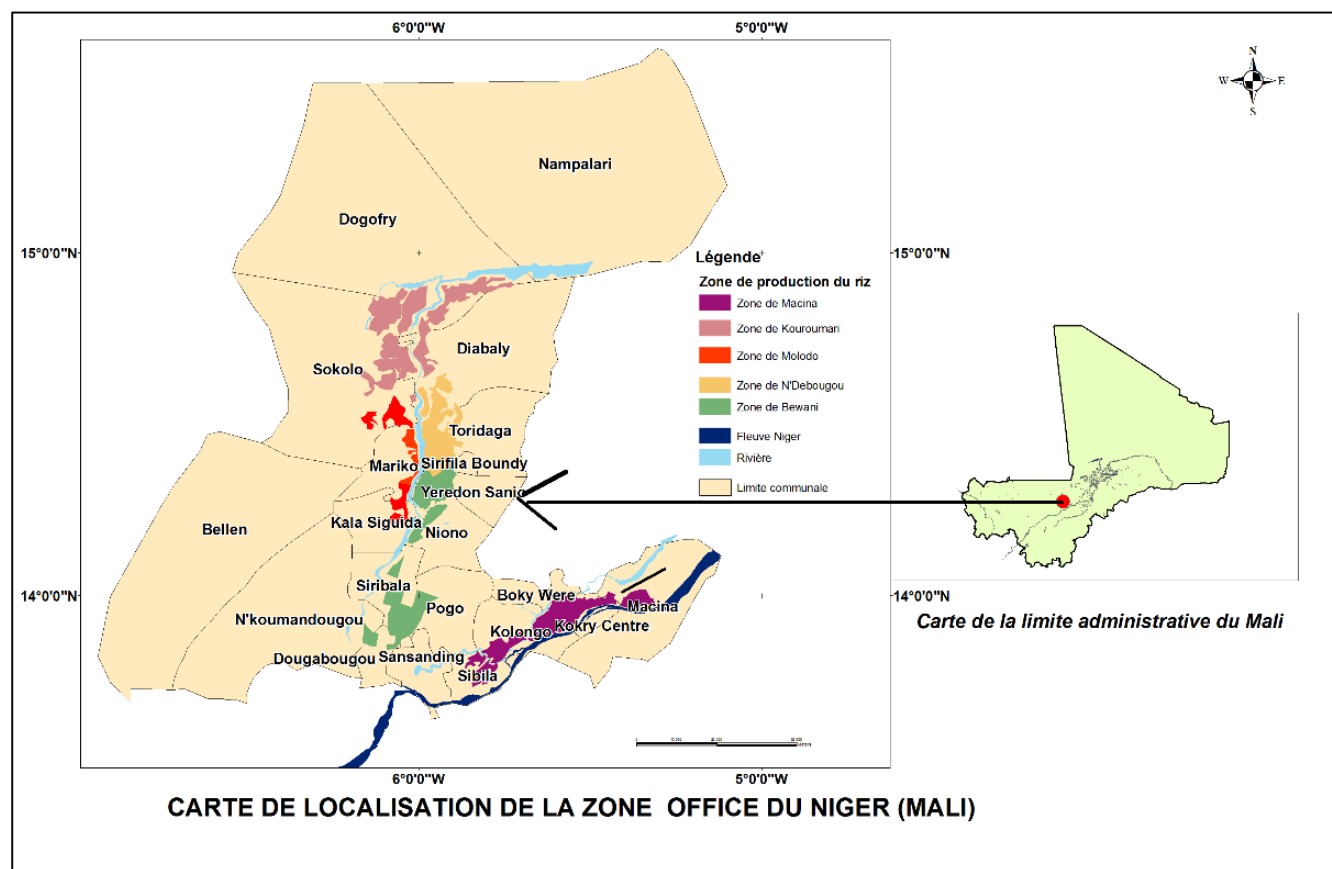 6°0'0"W 5°0'0"W
N
W E
S
Nampalari
Dogofry
15°0'0"N 15°0'0"N
Légende
Zone de production du riz
Zone de Macina
Zone de Kouroumari
Zone de Molodo
Zone de N'Debougou
Zone de Bewani
Fleuve Niger
Rivière
Limite communale
Diabaly
Sokolo
Toridaga
Mariko
Sirifila Boundy
Yeredon Sanio
Bellen
Kala Siguida
Niono
Siribala
14°0'0"N 14°0'0"N
Boky Were
Pogo
Macina
N'koumandougou
Kolongo
Kokry Centre
Dougabougou
Sansanding
Sibila
Carte de la limite administrative du Mali
6°0'0"W 5°0'0"W
CARTE DE LOCALISATION DE LA ZONE OFFICE DU NIGER (MALI)